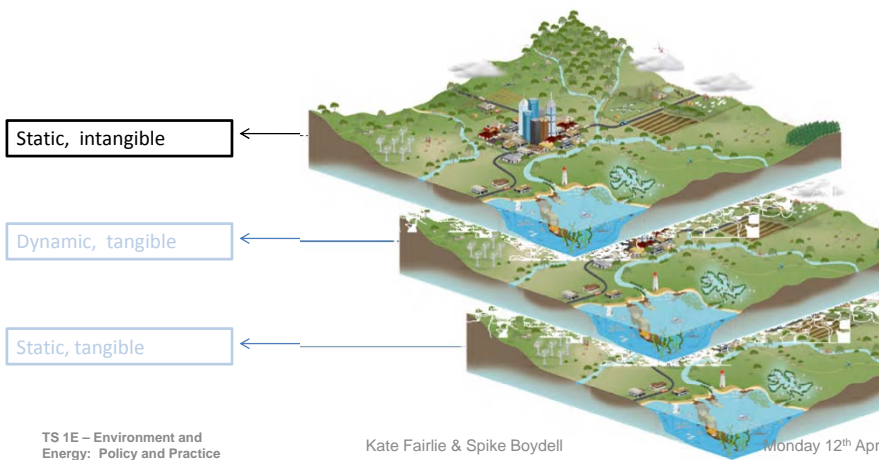 Static, intangible
Dynamic, tangible
Static, tangible
TS 1E – Environment and
Energy: Policy and Practice
Kate Fairlie & Spike Boydell
Monday 12th Apr